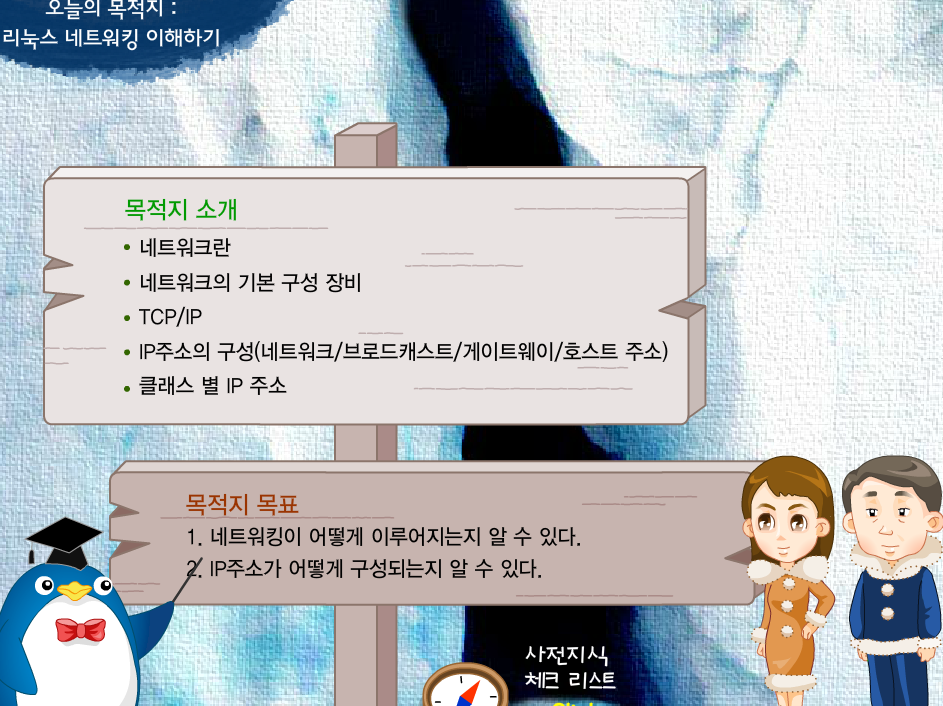 오늘의 목적지 :
리눅스 네트워킹 이해하기
목적지 소개
• 네트워크란
• 네트워크의 기본 구성 장비
• TCP/IP
• IP주소의 구성(네트워크/브로드캐스트/게이트웨이/호스트 주소)
• 클래스 별 IP 주소
목적지 목표
1. 네트워킹이 어떻게 이루어지는지 알 수 있다.
2. IP주소가 어떻게 구성되는지 알 수 있다.
사전지식
체크 리스트